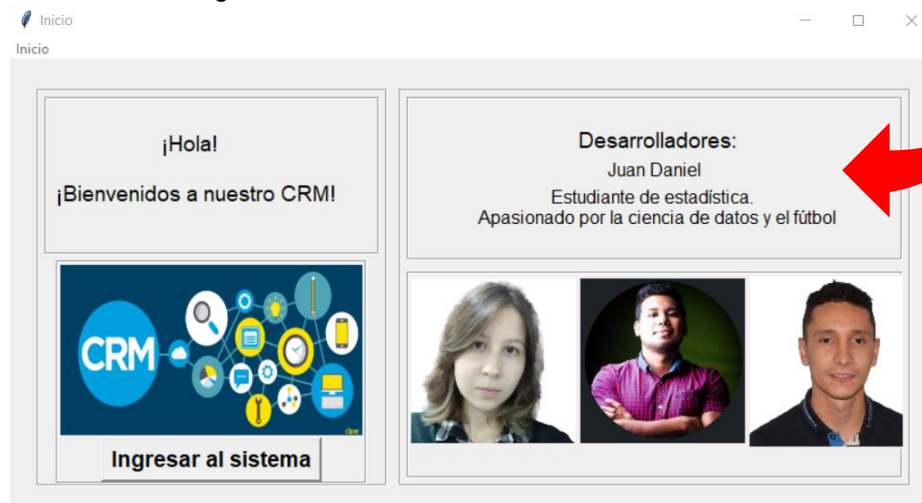 Inicio
Inicio
¡Hola!
¡Bienvenidos a nuestro CRM!
CRM
Ingresar al sistema
Desarrolladores:
Juan Daniel
Estudiante de estadística.
Apasionado por la ciencia de datos y el fútbol